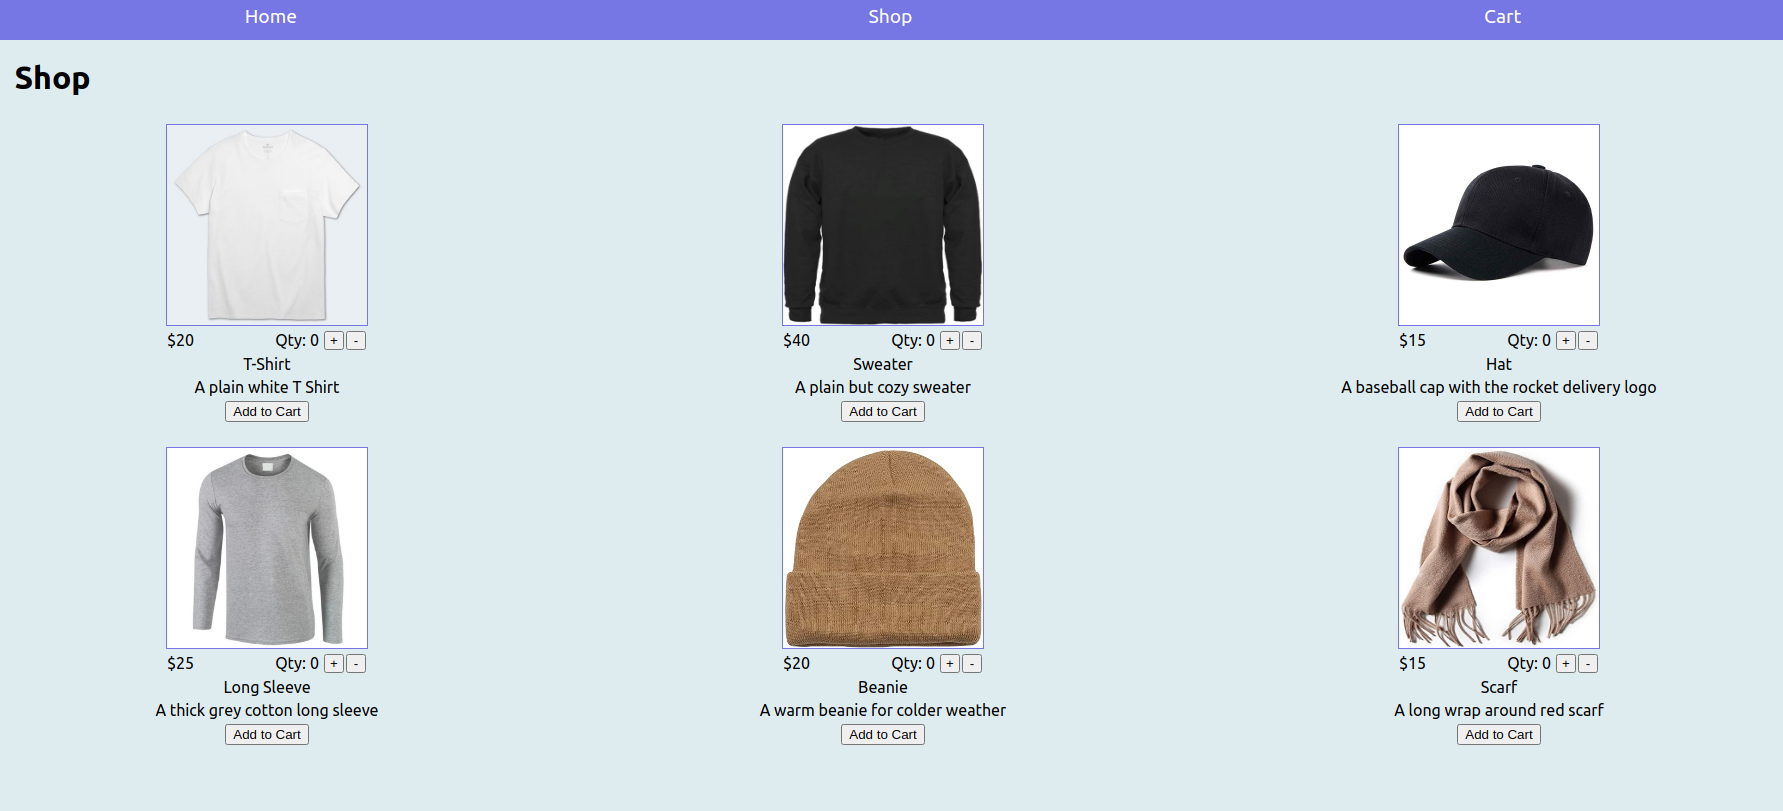 Home Shop Cart
Shop
$20 Qty: 0 + -
T-Shirt
A plain white T Shirt
Add to Cart
$40 Qty: 0 + -
Sweater
A plain but cozy sweater
Add to Cart
$15 Qty: 0 + -
Hat
A baseball cap with the rocket delivery logo
Add to Cart
$25 Qty: 0 + -
Long Sleeve
A thick grey cotton long sleeve
Add to Cart
$20 Qty: 0 + -
Beanie
A warm beanie for colder weather
Add to Cart
$15 Qty: 0 + -
Scarf
A long wrap around red scarf
Add to Cart